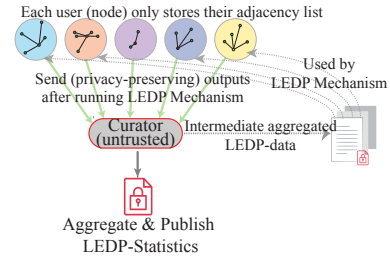 Each user (node) only stores their adjacency list
Send (privacy-preserving) outputs
after running LEDP Mechanism
Used by
LEDP Mechanism
Curator
(untrusted)
Intermediate aggregated
LEDP-data
Aggregate & Publish
LEDP-Statistics